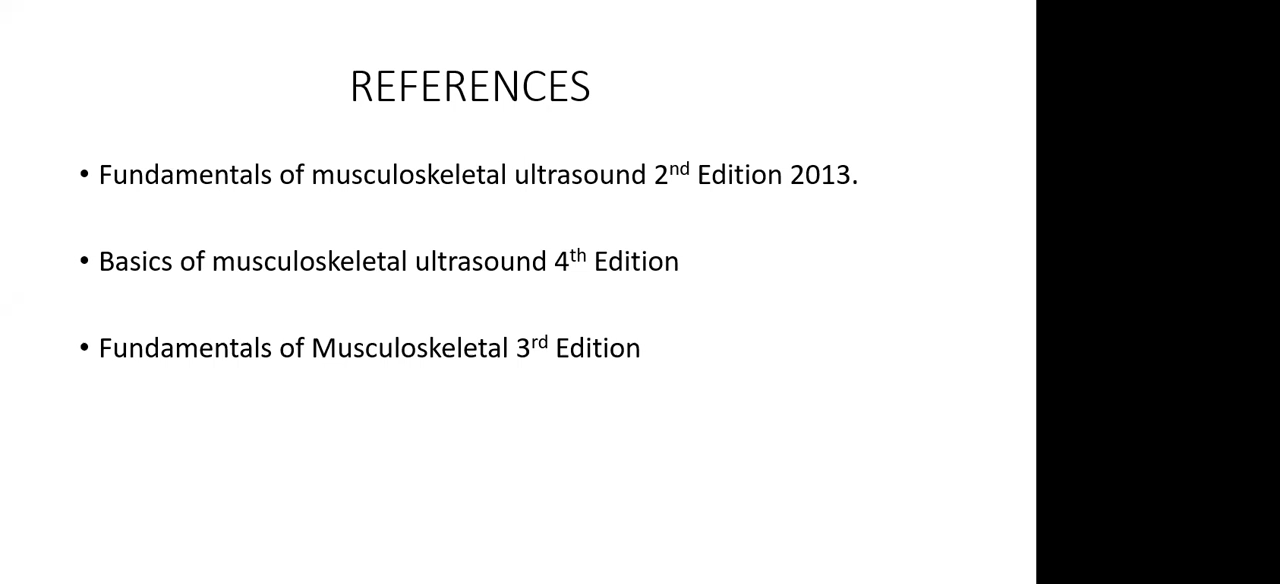 REFERENCES
• Fundamentals of musculoskeletal ultrasound 2nd Edition 2013.
• Basics of musculoskeletal ultrasound 4th Edition
• Fundamentals of Musculoskeletal 3rd Edition